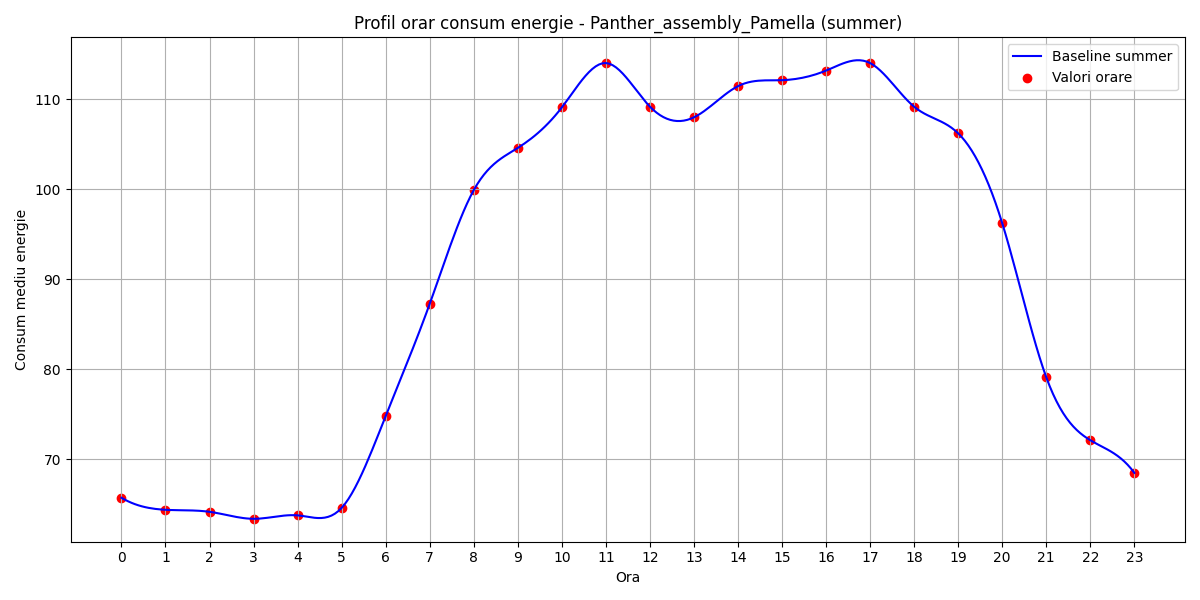 Profil orar consum energie - Panther_assembly_Pamella (summer)
Baseline summer
Valori orare
Consum mediu energie
110
100
90
80
70
0 1 2 3 4 5 6 7 8 9 10 11 12 13 14 15 16 17 18 19 20 21 22 23
Ora